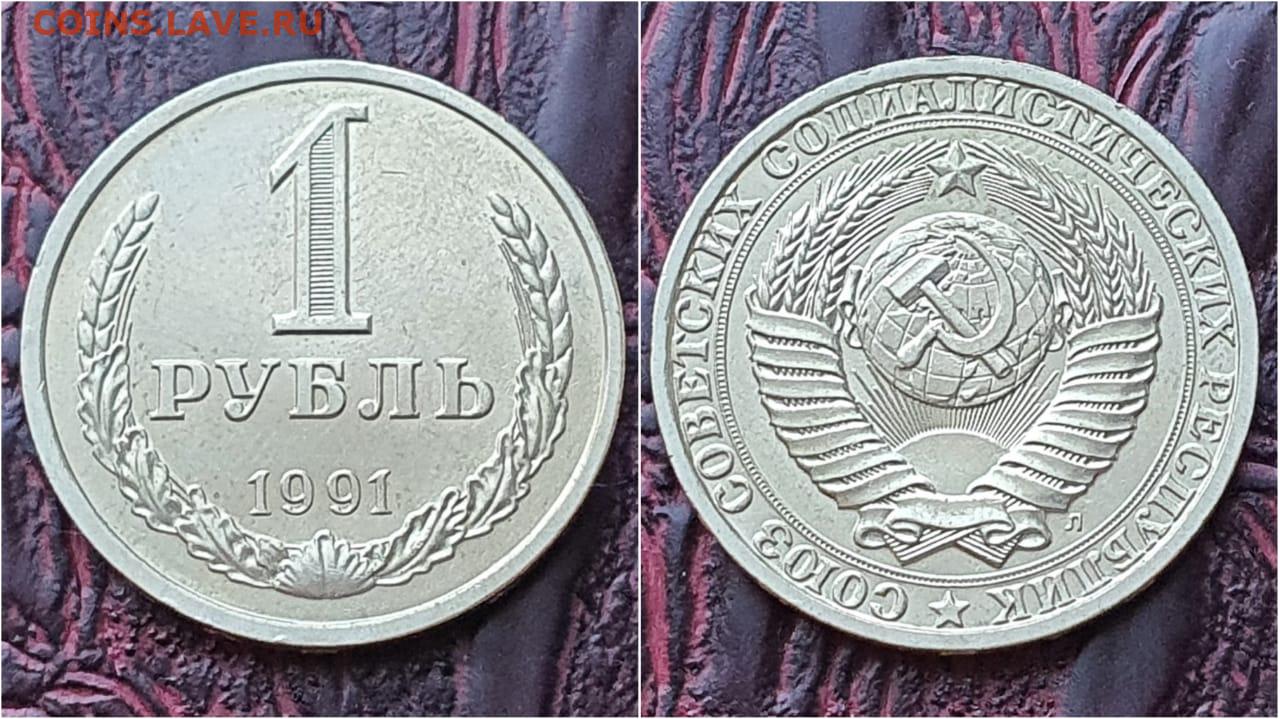 COINS.LAVE.RU
1
РУБЛЬ
1991
СОЮЗ СОВЕТСКИХ СОЦИАЛИСТИЧЕСКИХ РЕСПУБЛИК
Л